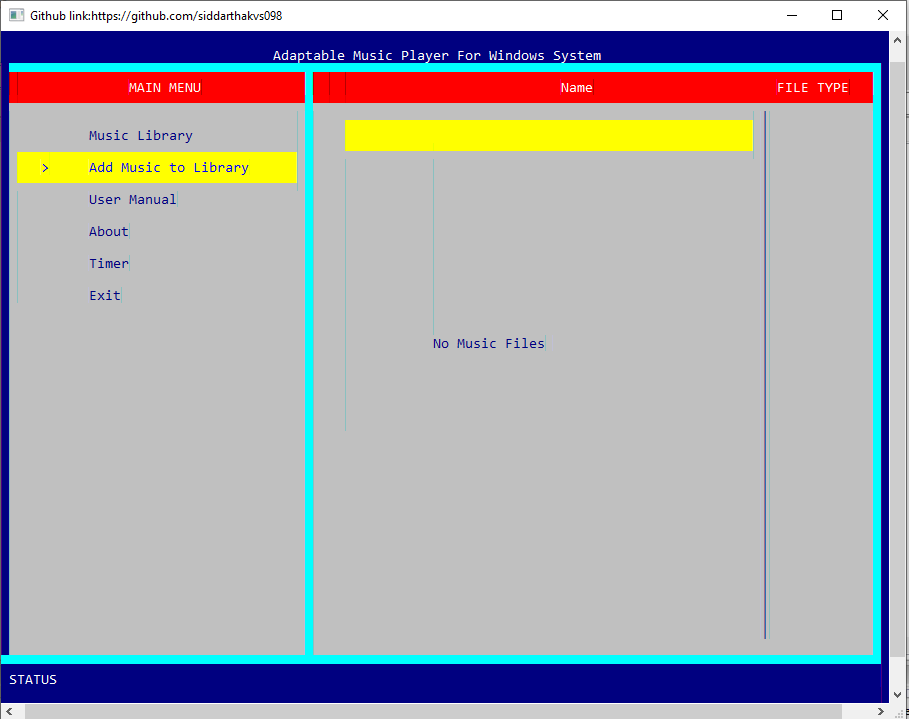 Github link:https://github.com/siddarthakvs098
Adaptable Music Player For Windows System
MAIN MENU
Name
FILE TYPE
Music Library
> Add Music to Library
User Manual
About
Timer
Exit
No Music Files
STATUS